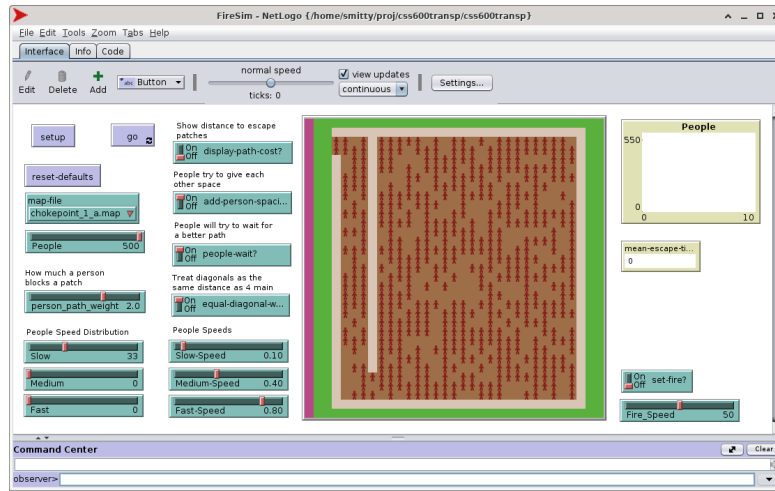 FireSim - NetLogo {/home/smitty/proj/css600transp/css600transp}
File Edit Tools Zoom Tabs Help
Interface Info Code
Edit Delete Add
abc Button
normal speed
ticks: 0
view updates
continuous
Settings...
setup
go
reset-defaults
map-file
chokepoint_1_a.map
People 500
How much a person
blocks a patch
person_path_weight 2.0
People Speed Distribution
Slow 33
Medium 0
Fast 0
Show distance to escape
patches
On
Off
display-path-cost?
People try to give each
other space
On
Off
add-person-spaci...
People will try to wait for
a better path
On
Off
people-wait?
Treat diagonals as the
same distance as 4 main
On
Off
equal-diagonal-w...
People Speeds
Slow-Speed 0.10
Medium-Speed 0.40
Fast-Speed 0.80
People
550
0
0 10
mean-escape-ti...
0
On
Off
set-fire?
Fire_Speed 50
Command Center
Clear
observer>